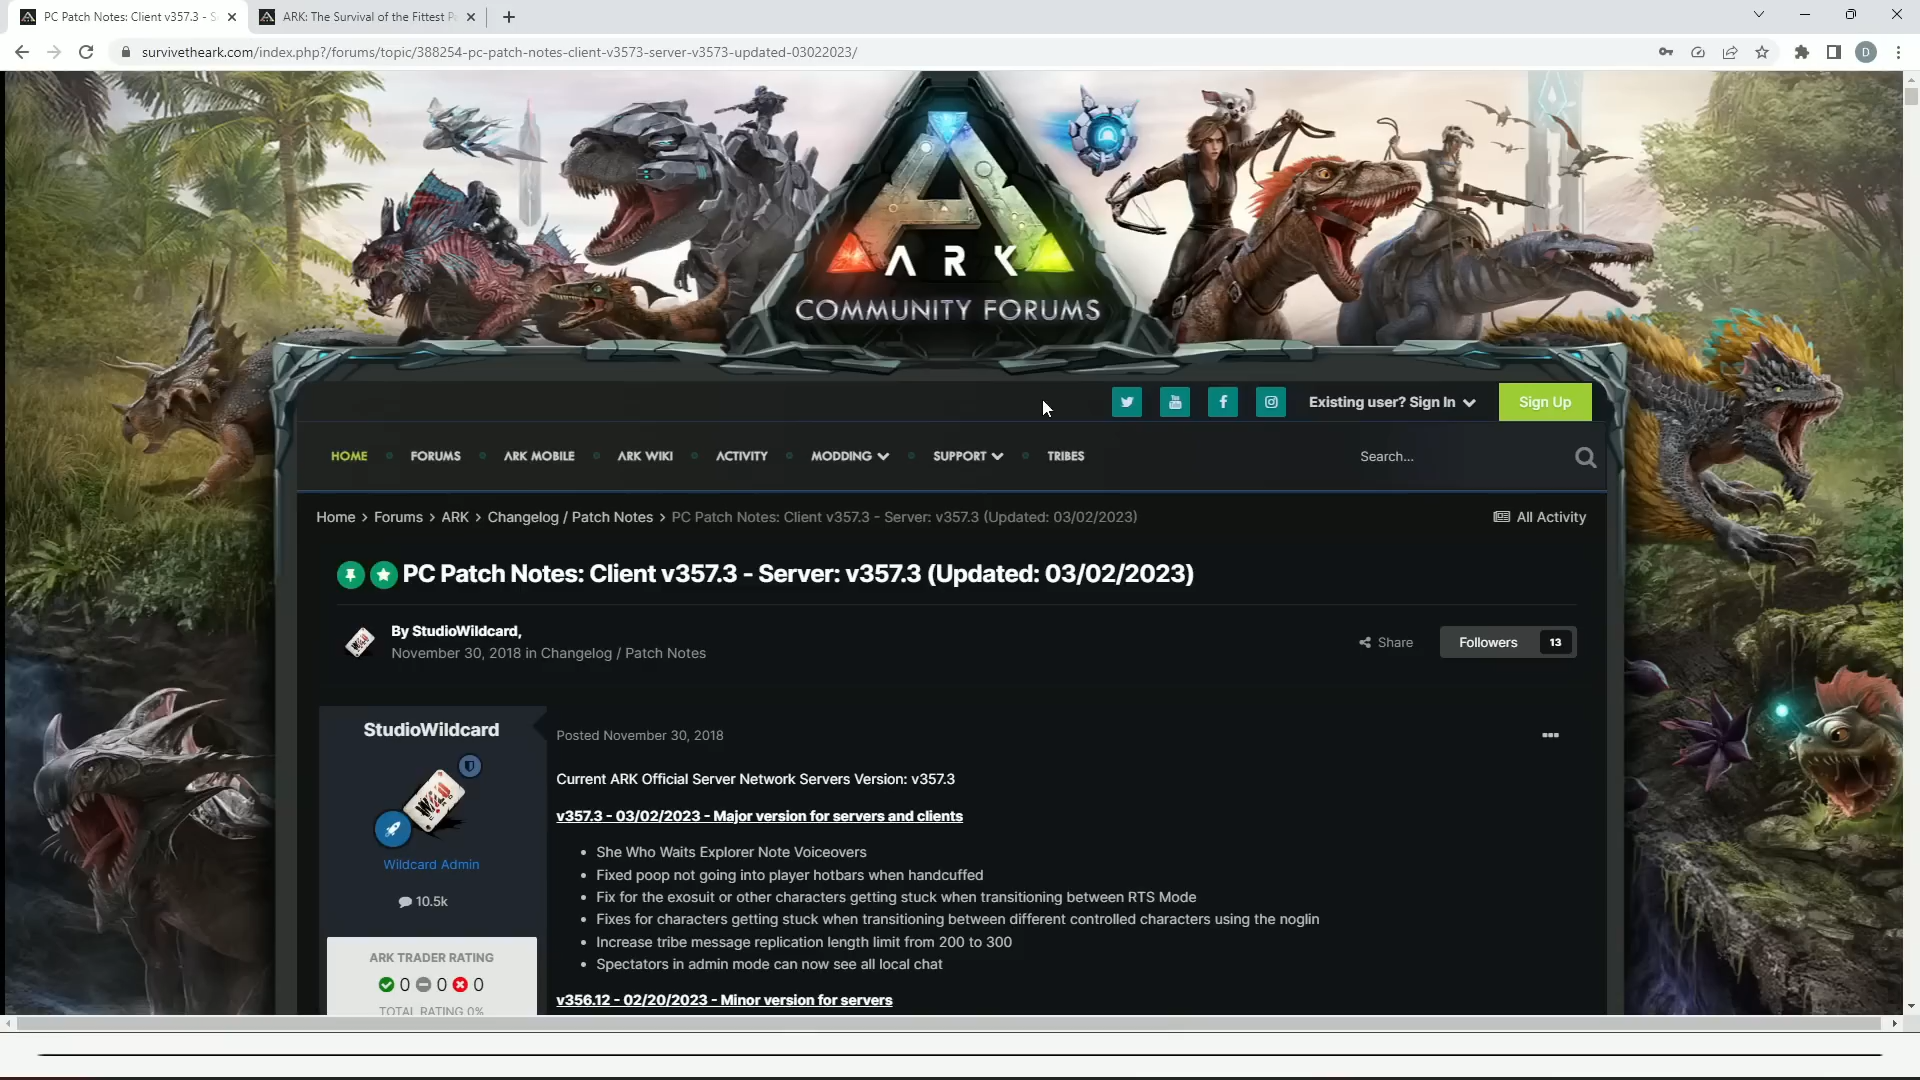 PC Patch Notes: Client v357.3 - S
ARK: The Survival of the Fittest P
survivetheark.com/index.php?/forums/topic/388254-pc-patch-notes-client-v3573-server-v3573-updated-03022023/
D
ARK
COMMUNITY FORUMS
Existing user? Sign In
Sign Up
HOME
FORUMS
ARK MOBILE
ARK WIKI
ACTIVITY
MODDING
SUPPORT
TRIBES
Search...
Home > Forums > ARK > Changelog / Patch Notes > PC Patch Notes: Client v357.3 - Server: v357.3 (Updated: 03/02/2023)
All Activity
PC Patch Notes: Client v357.3 - Server: v357.3 (Updated: 03/02/2023)
By StudioWildcard,
November 30, 2018 in Changelog / Patch Notes
Share
Followers 13
StudioWildcard
WILD
Wildcard Admin
10.5k
ARK TRADER RATING
0 0 0
TOTAL RATING 0%
Posted November 30, 2018
Current ARK Official Server Network Servers Version: v357.3
v357.3 - 03/02/2023 - Major version for servers and clients
• She Who Waits Explorer Note Voiceovers
• Fixed poop not going into player hotbars when handcuffed
• Fix for the exosuit or other characters getting stuck when transitioning between RTS Mode
• Fixes for characters getting stuck when transitioning between different controlled characters using the noglin
• Increase tribe message replication length limit from 200 to 300
• Spectators in admin mode can now see all local chat
v356.12 - 02/20/2023 - Minor version for servers